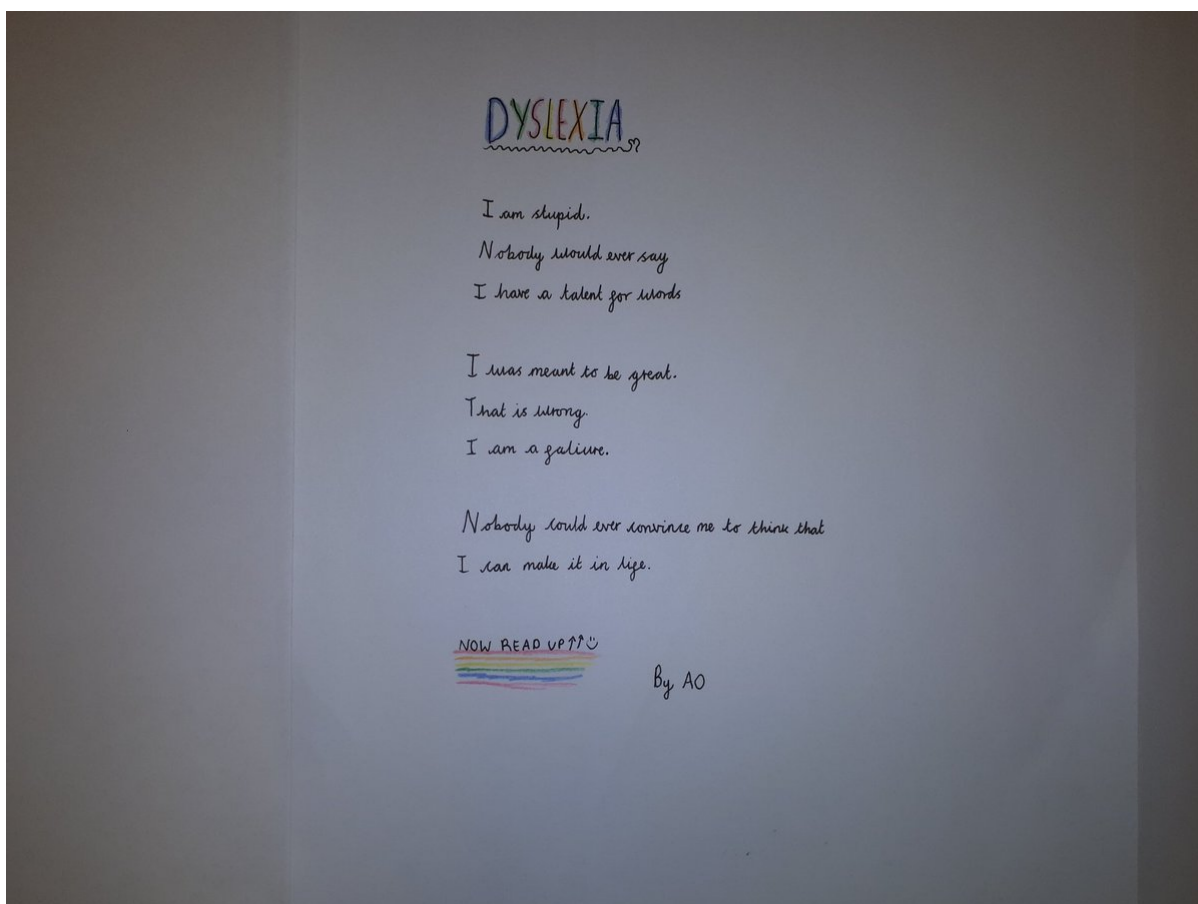 DYSLEXIA
I am stupid.
Nobody would ever say
I have a talent for words
I was meant to be great.
That is wrong.
I am a faliure.
Nobody could ever convince me to think that
I can make it in life.
NOW READ UP ↑↑
By AO